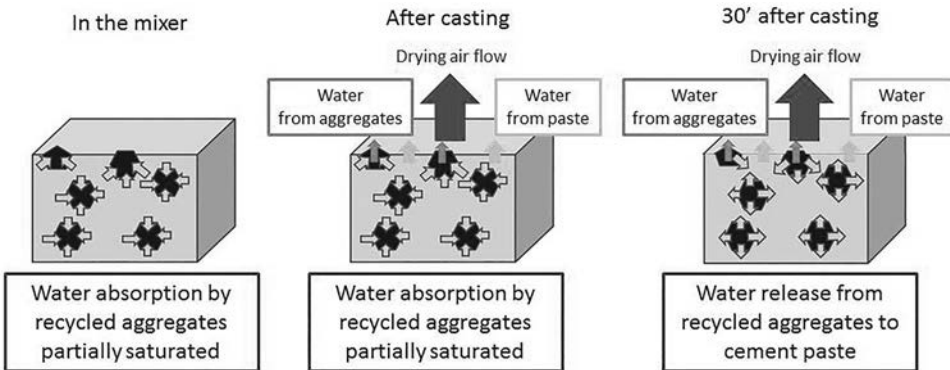 In the mixer
After casting
30' after casting
Drying air flow
Drying air flow
Water
from aggregates
Water
from paste
Water
from aggregates
Water
from paste
Water absorption by
recycled aggregates
partially saturated
Water absorption by
recycled aggregates
partially saturated
Water release from
recycled aggregates to
cement paste